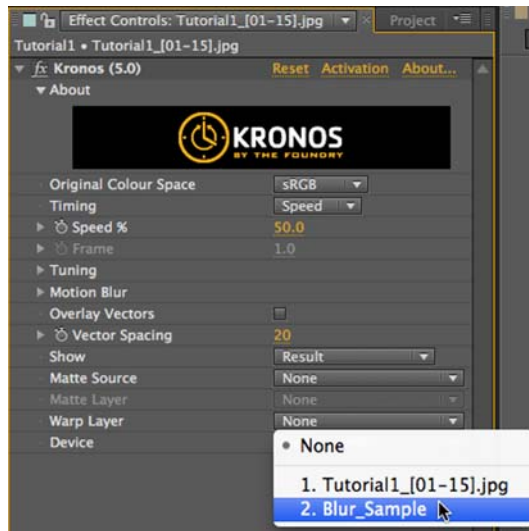 Effect Controls: Tutorial1_[01-15].jpg Project
Tutorial1 • Tutorial1_[01-15].jpg
fx Kronos (5.0) Reset Activation About...
About
KRONOS
BY THE FOUNDRY
Original Colour Space sRGB
Timing Speed
Speed % 50.0
Frame 1.0
Tuning
Motion Blur
Overlay Vectors
Vector Spacing 20
Show Result
Matte Source None
Matte Layer None
Warp Layer None
Device
None
1. Tutorial1_[01-15].jpg
2. Blur_Sample